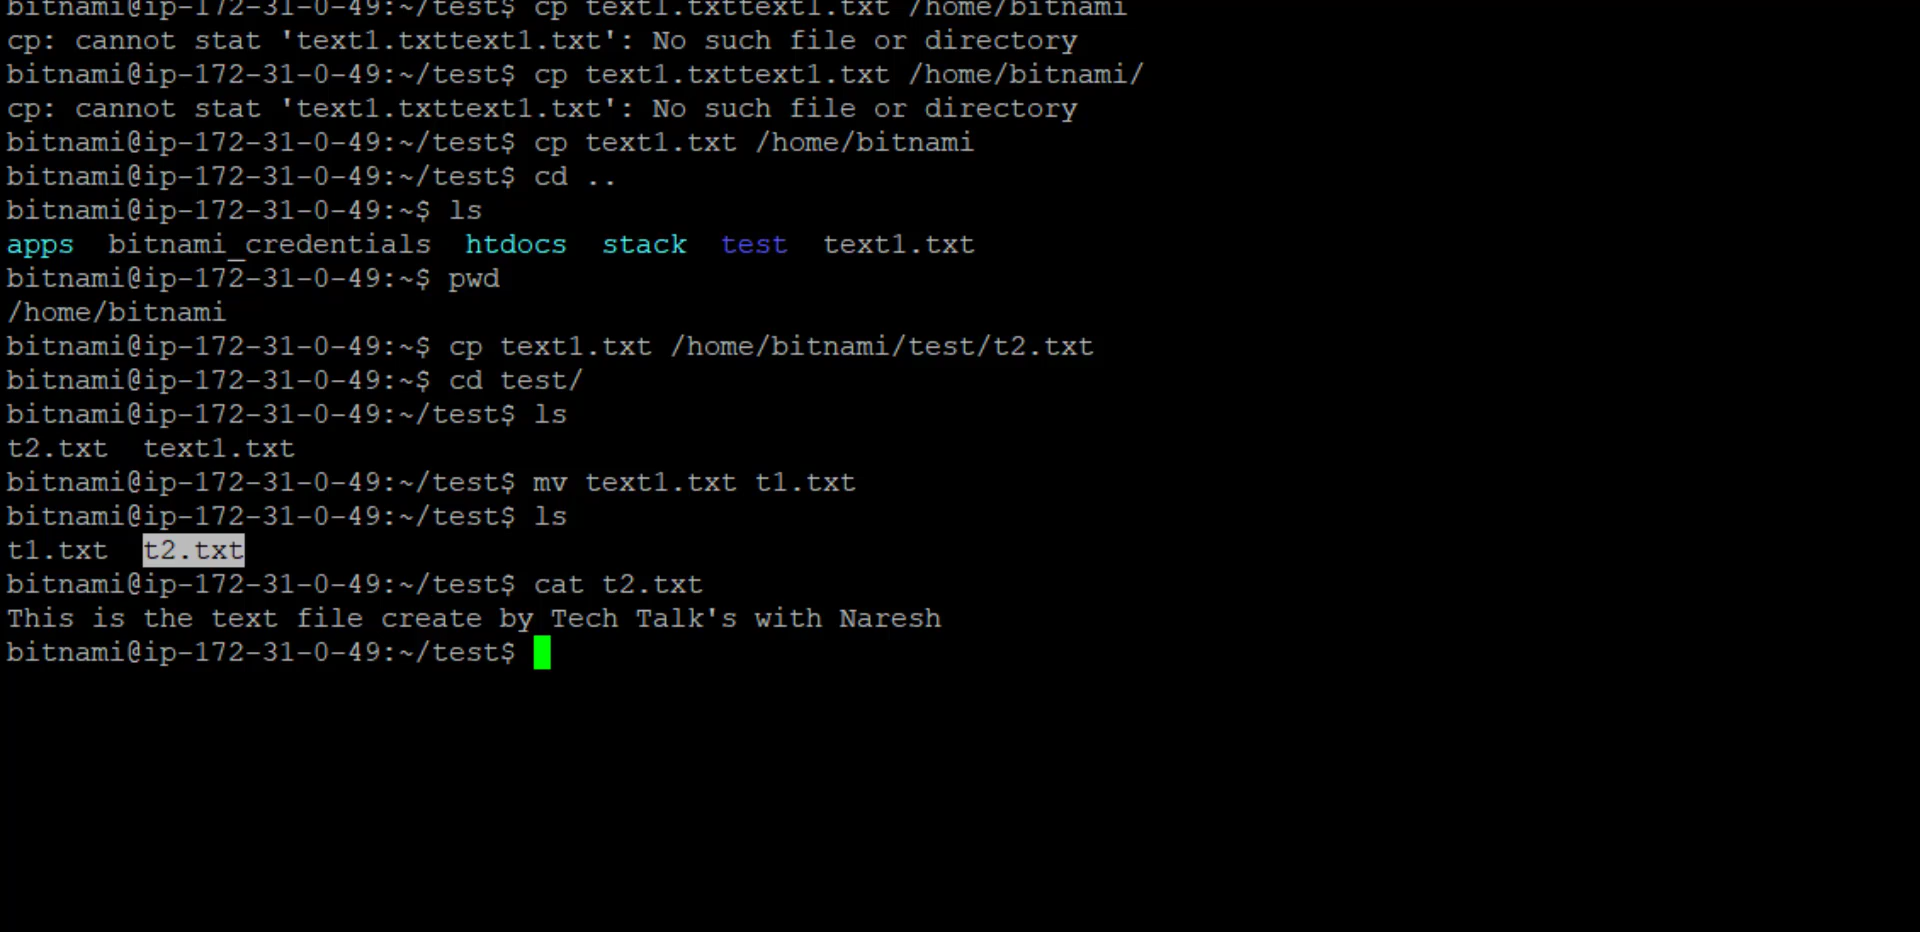 bitnami@ip-172-31-0-49:~/test$ cp text1.txttext1.txt /home/bitnami
cp: cannot stat 'text1.txttext1.txt': No such file or directory
bitnami@ip-172-31-0-49:~/test$ cp text1.txttext1.txt /home/bitnami/
cp: cannot stat 'text1.txttext1.txt': No such file or directory
bitnami@ip-172-31-0-49:~/test$ cp text1.txt /home/bitnami
bitnami@ip-172-31-0-49:~/test$ cd ..
bitnami@ip-172-31-0-49:~$ ls
apps  bitnami_credentials  htdocs  stack  test  text1.txt
bitnami@ip-172-31-0-49:~$ pwd
/home/bitnami
bitnami@ip-172-31-0-49:~$ cp text1.txt /home/bitnami/test/t2.txt
bitnami@ip-172-31-0-49:~$ cd test/
bitnami@ip-172-31-0-49:~/test$ ls
t2.txt  text1.txt
bitnami@ip-172-31-0-49:~/test$ mv text1.txt t1.txt
bitnami@ip-172-31-0-49:~/test$ ls
t1.txt  t2.txt
bitnami@ip-172-31-0-49:~/test$ cat t2.txt
This is the text file create by Tech Talk's with Naresh
bitnami@ip-172-31-0-49:~/test$